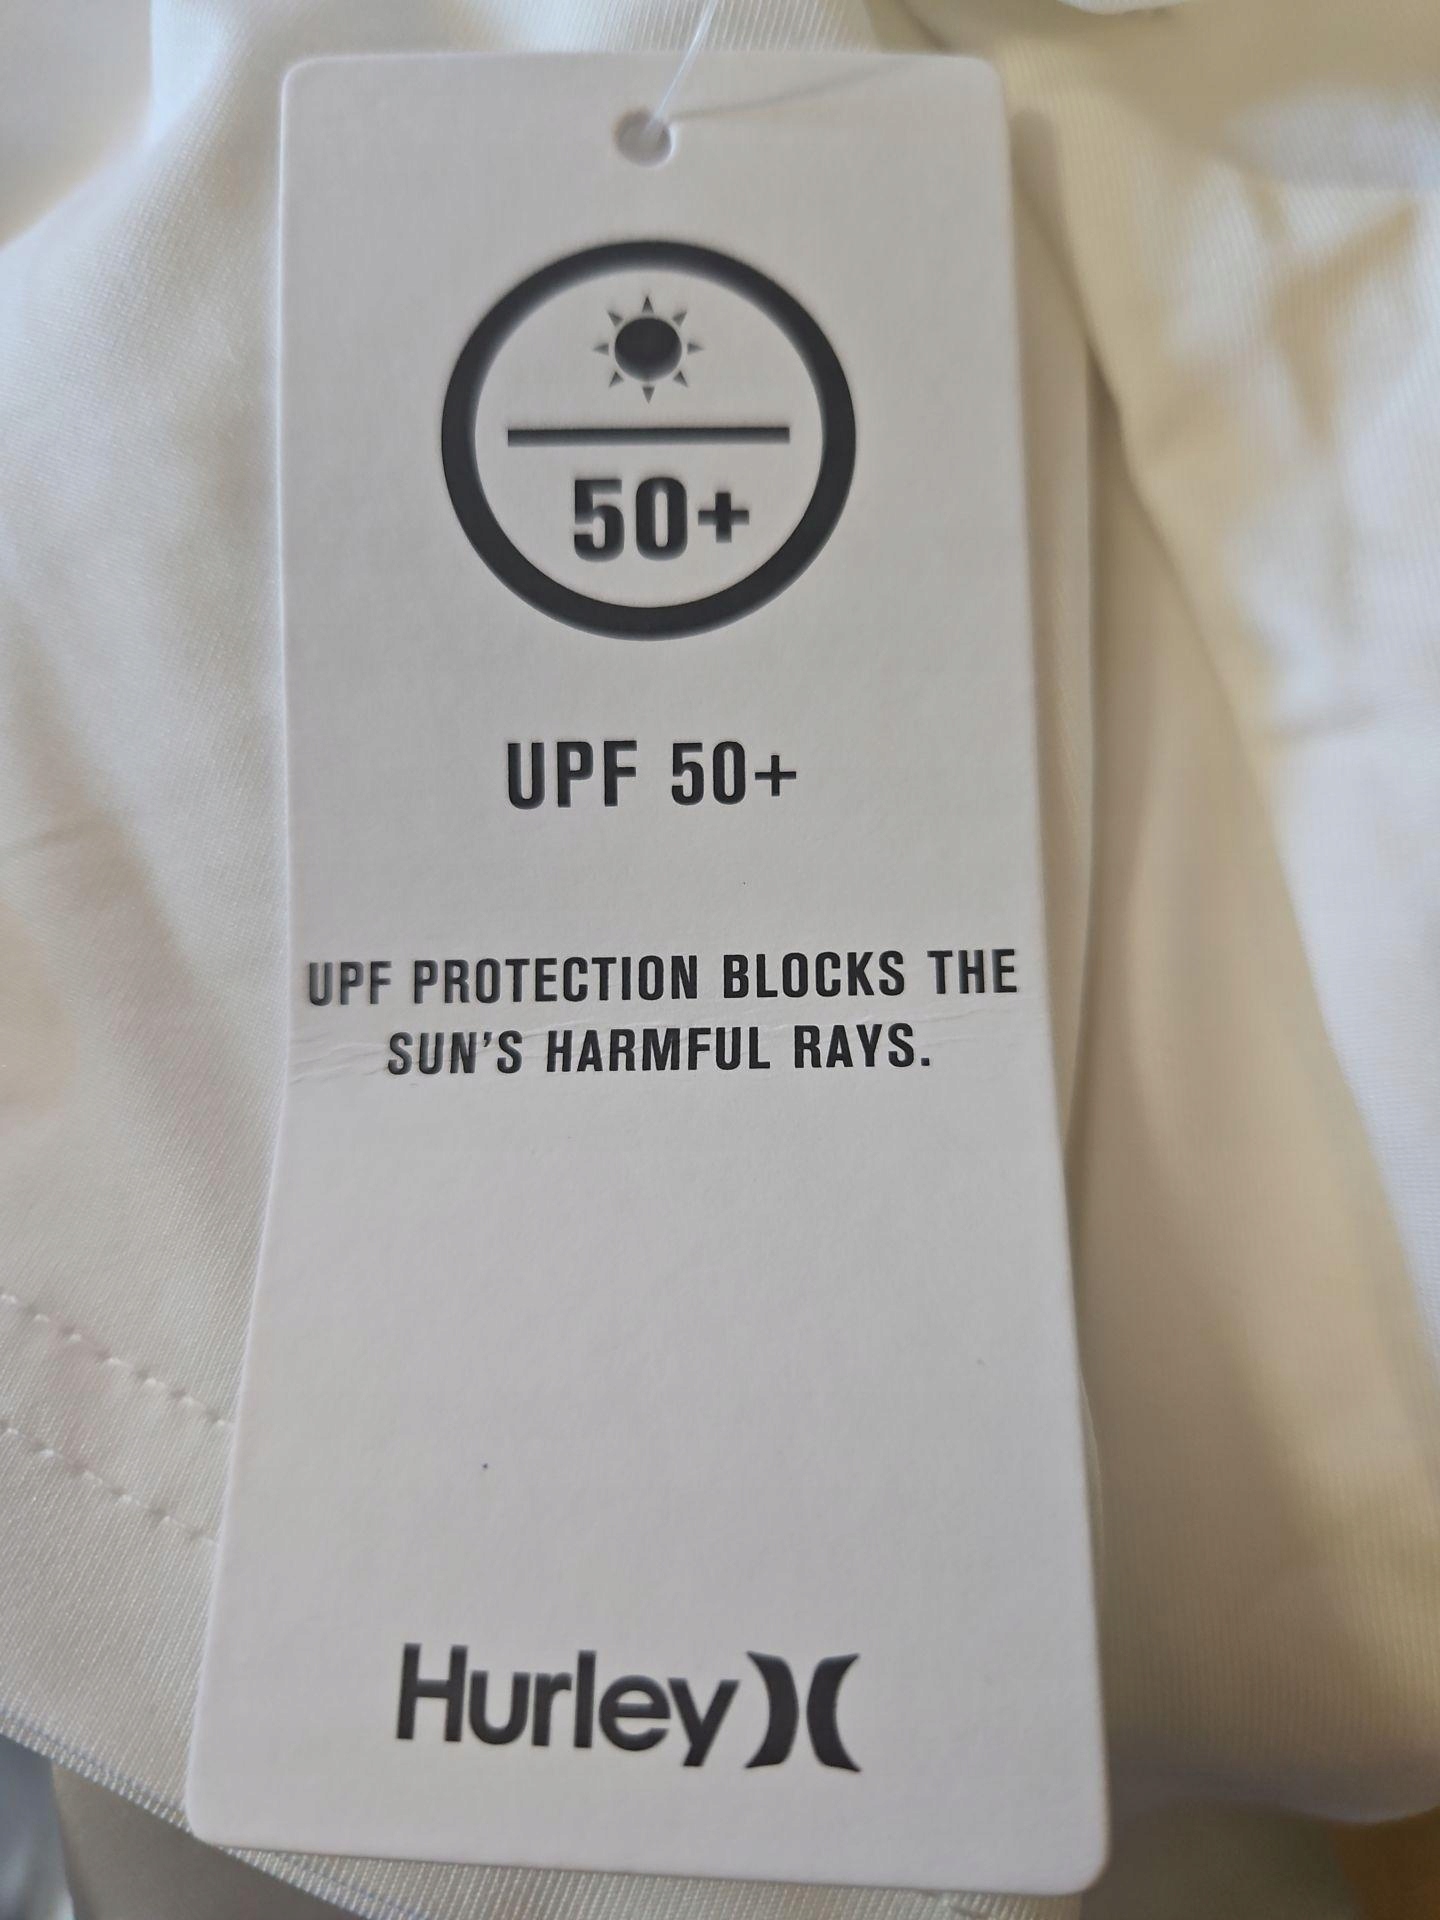 50+
UPF 50+
UPF PROTECTION BLOCKS THE
SUN'S HARMFUL RAYS.
Hurley